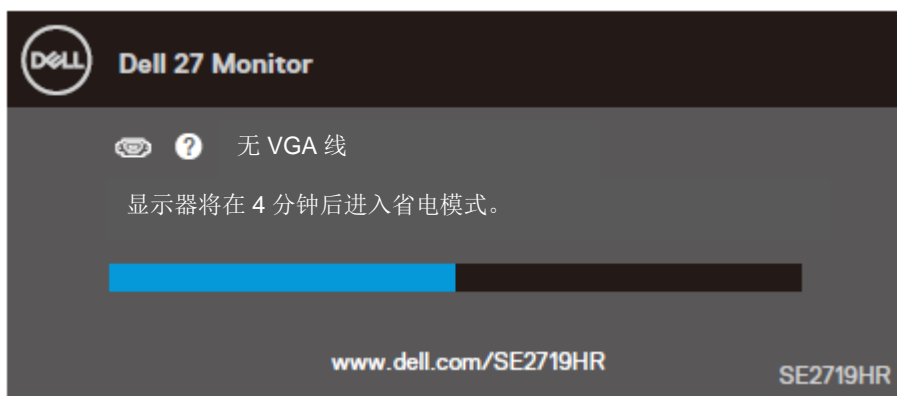 DELL
Dell 27 Monitor
? 无 VGA 线
显示器将在 4 分钟后进入省电模式。
www.dell.com/SE2719HR
SE2719HR